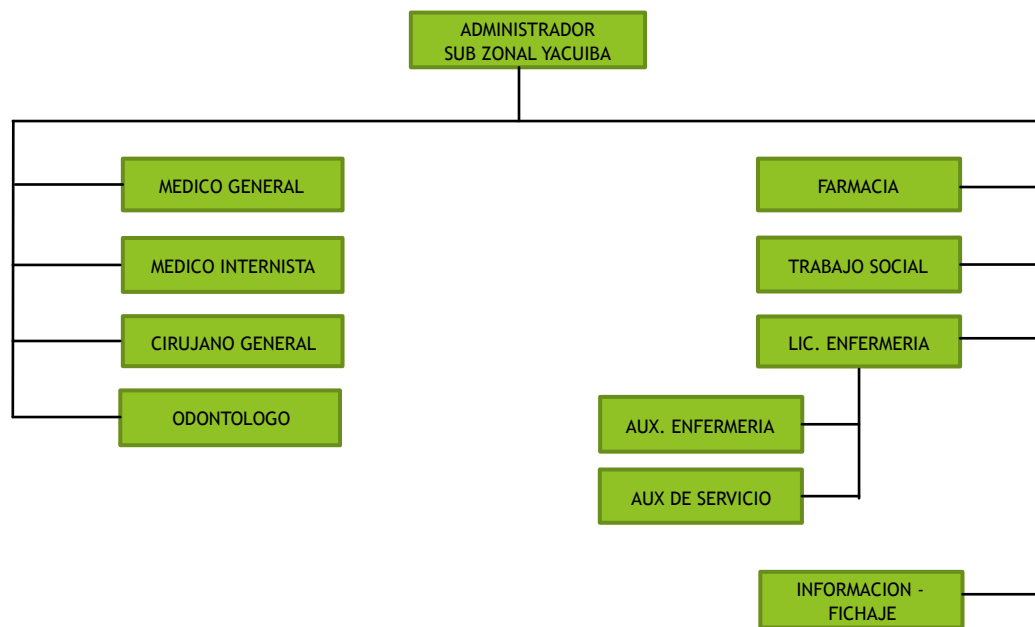 ADMINISTRADOR
SUB ZONAL YACUIBA
MEDICO GENERAL
MEDICO INTERNISTA
CIRUJANO GENERAL
ODONTOLOGO
FARMACIA
TRABAJO SOCIAL
LIC. ENFERMERIA
AUX. ENFERMERIA
AUX DE SERVICIO
INFORMACION -
FICHAJE